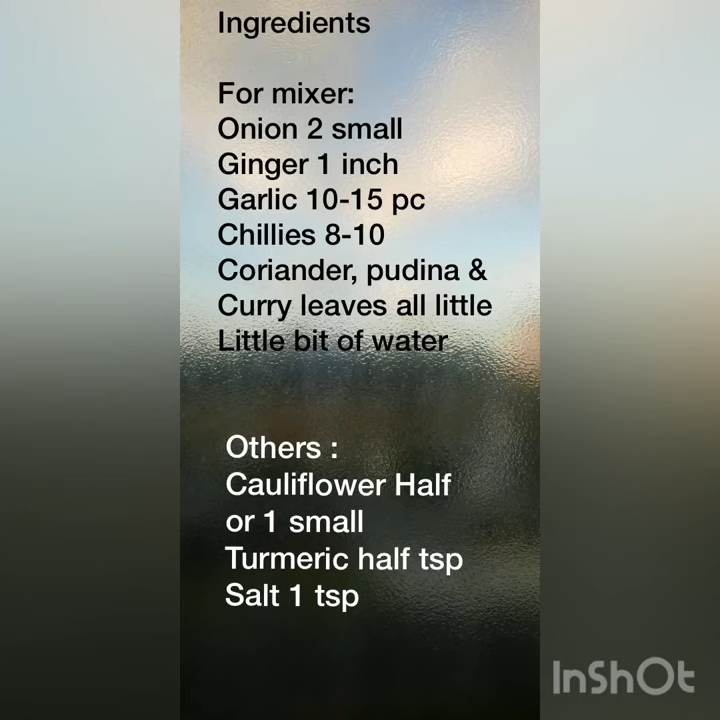 Ingredients
For mixer:
Onion 2 small
Ginger 1 inch
Garlic 10-15 pc
Chillies 8-10
Coriander, pudina &
Curry leaves all little
Little bit of water
Others :
Cauliflower Half
or 1 small
Turmeric half tsp
Salt 1 tsp
InShOt